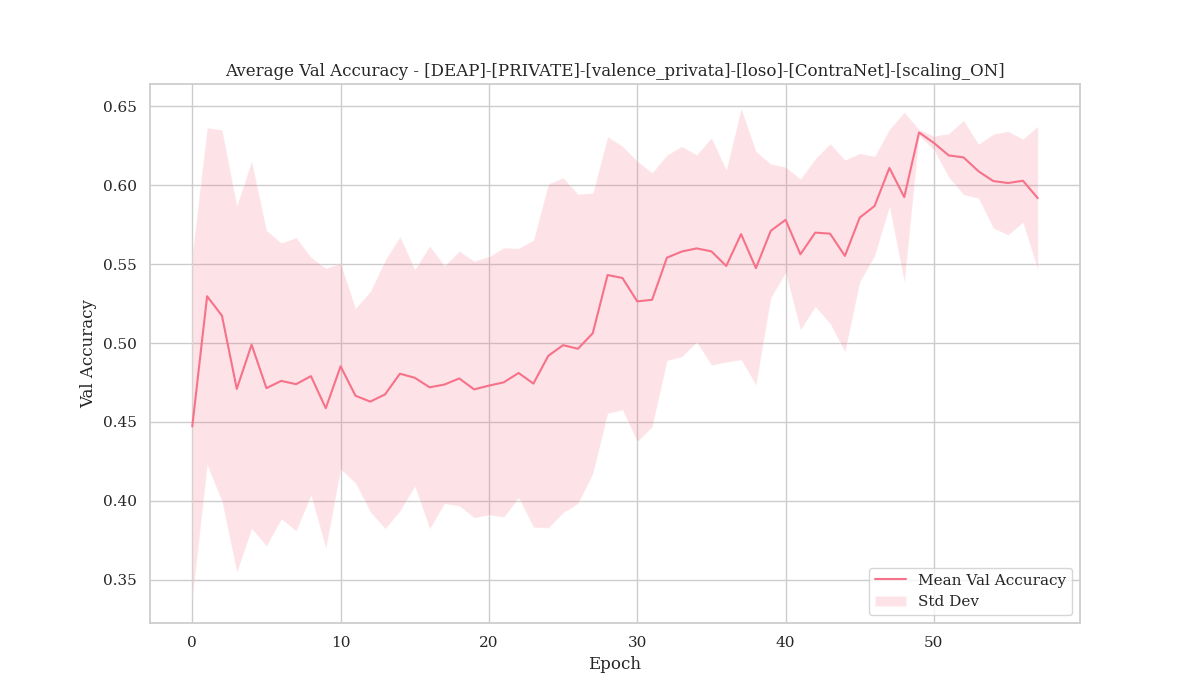 Average Val Accuracy - [DEAP]-[PRIVATE]-[valence_privata]-[loso]-[ContraNet]-[scaling_ON]
Val Accuracy
0.65
0.60
0.55
0.50
0.45
0.40
0.35
Mean Val Accuracy
Std Dev
0 10 20 30 40 50
Epoch